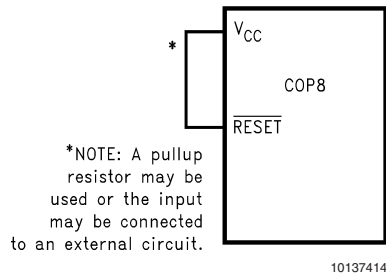 *
VCC
COP8
RESET
*NOTE: A pullup
resistor may be
used or the input
may be connected
to an external circuit.
10137414